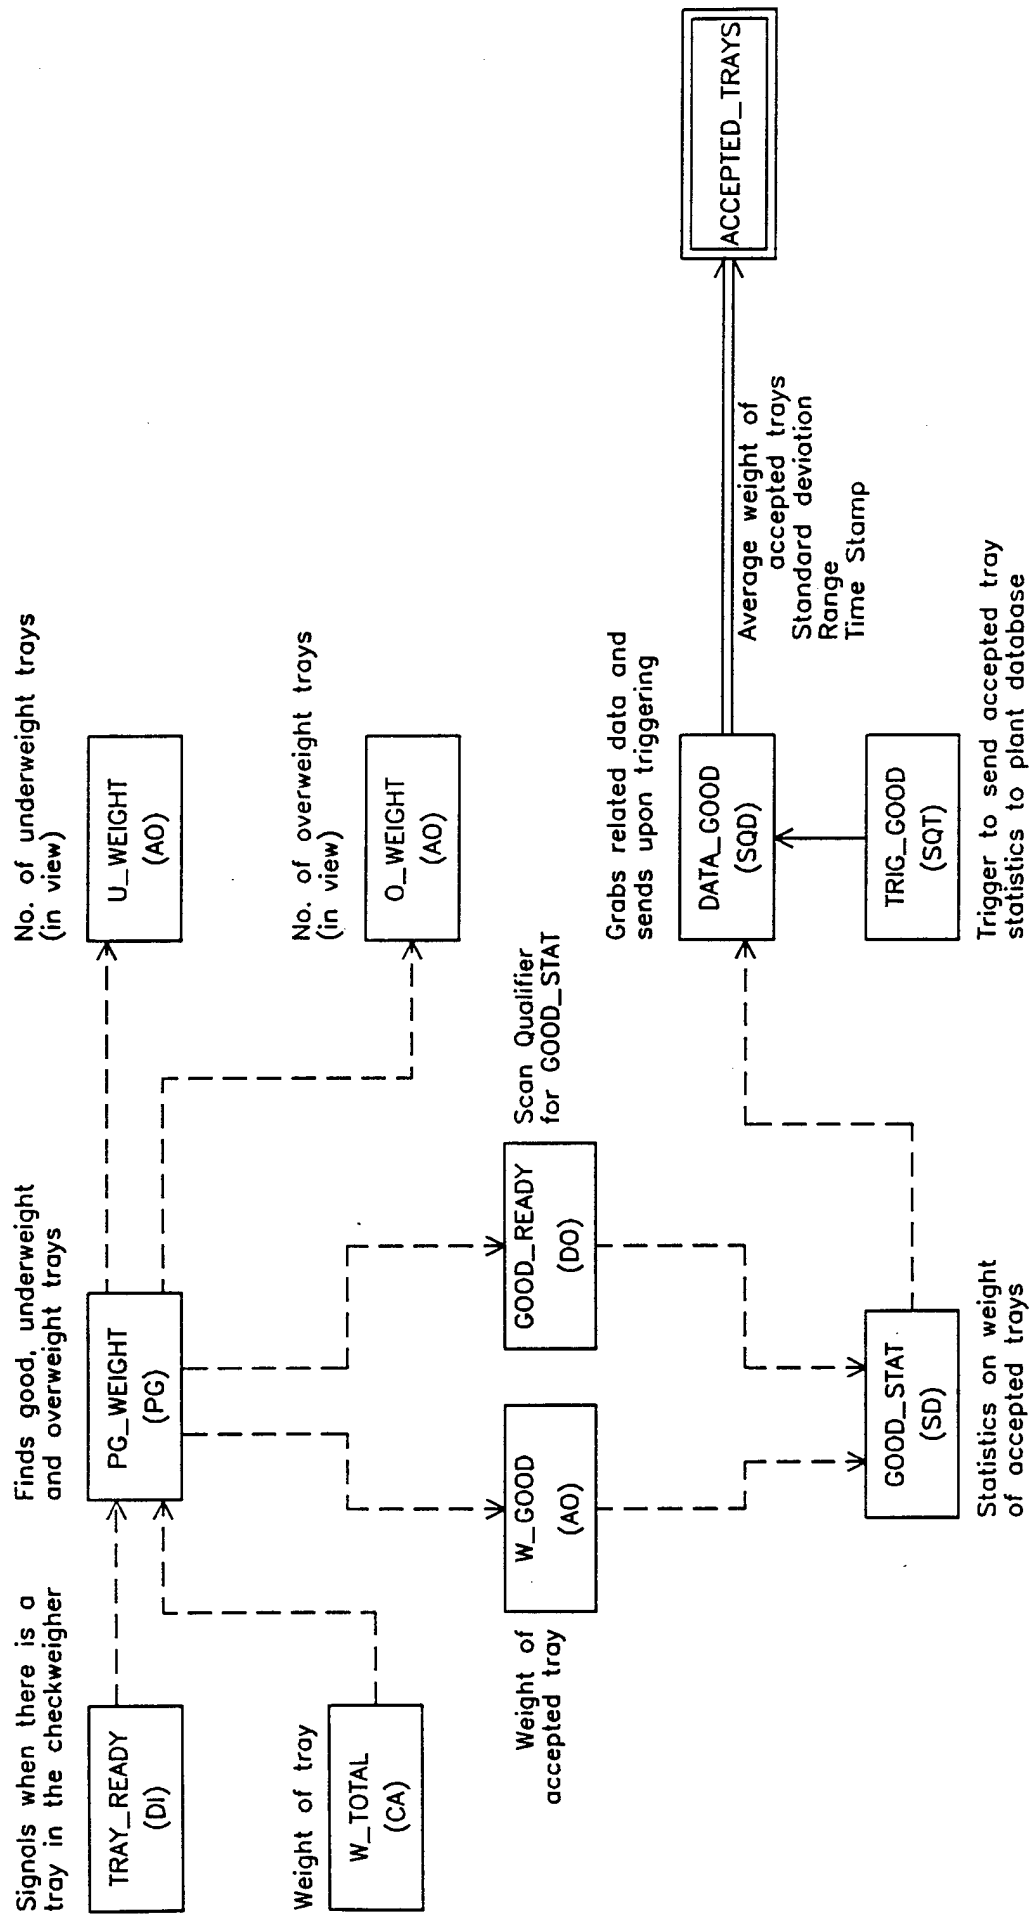 Signals when there is a
tray in the checkweigher
TRAY_READY
(DI)
Finds good, underweight
and overweight trays
PG_WEIGHT
(PG)
No. of underweight trays
(in view)
U_WEIGHT
(AO)
Weight of tray
W_TOTAL
(CA)
No. of overweight trays
(in view)
O_WEIGHT
(AO)
Weight of
accepted tray
W_GOOD
(AO)
GOOD_READY
(DO)
Scan Qualifier
for GOOD_STAT
Grabs related data and
sends upon triggering
DATA_GOOD
(SQD)
Average weight of
accepted trays
Standard deviation
Range
Time Stamp
ACCEPTED_TRAYS
GOOD_STAT
(SD)
Statistics on weight
of accepted trays
TRIG_GOOD
(SQT)
Trigger to send accepted tray
statistics to plant database